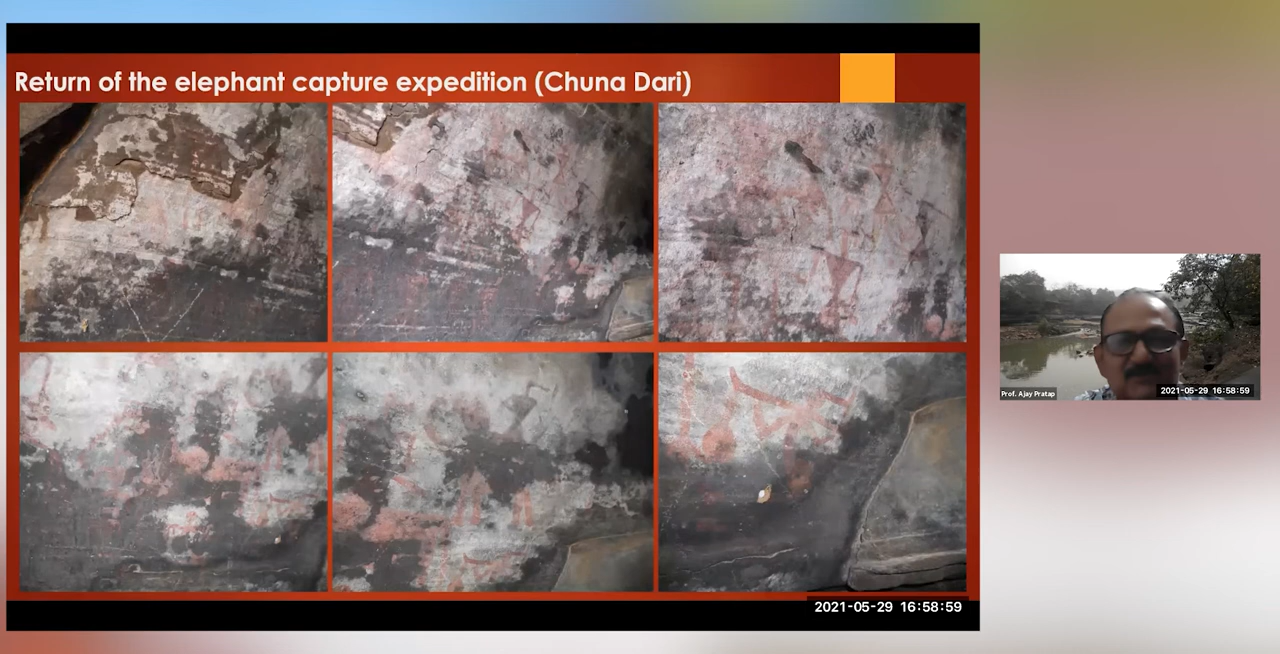 Return of the elephant capture expedition (Chuna Dari)
Prof. Ajay Pratap
2021-05-29 16:58:59
2021-05-29 16:58:59